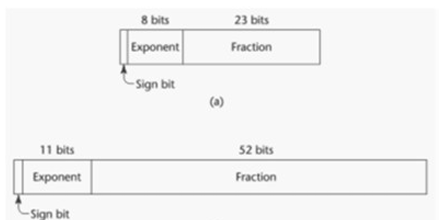 8 bits 23 bits
Exponent Fraction
Sign bit
(a)
11 bits 52 bits
Exponent Fraction
Sign bit